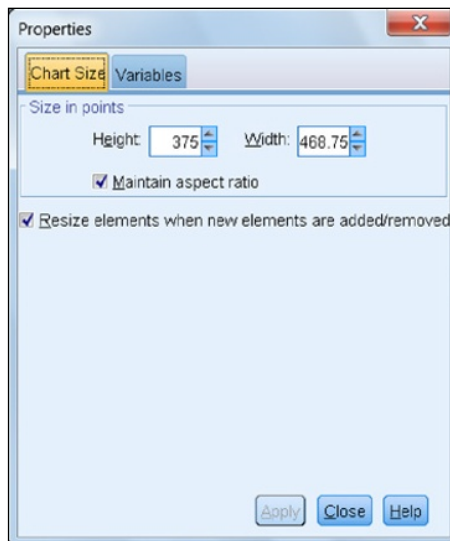 Properties
Chart Size Variables
Size in points
Height: 375 Width: 468.75
Maintain aspect ratio
Resize elements when new elements are added/removed
Apply Close Help